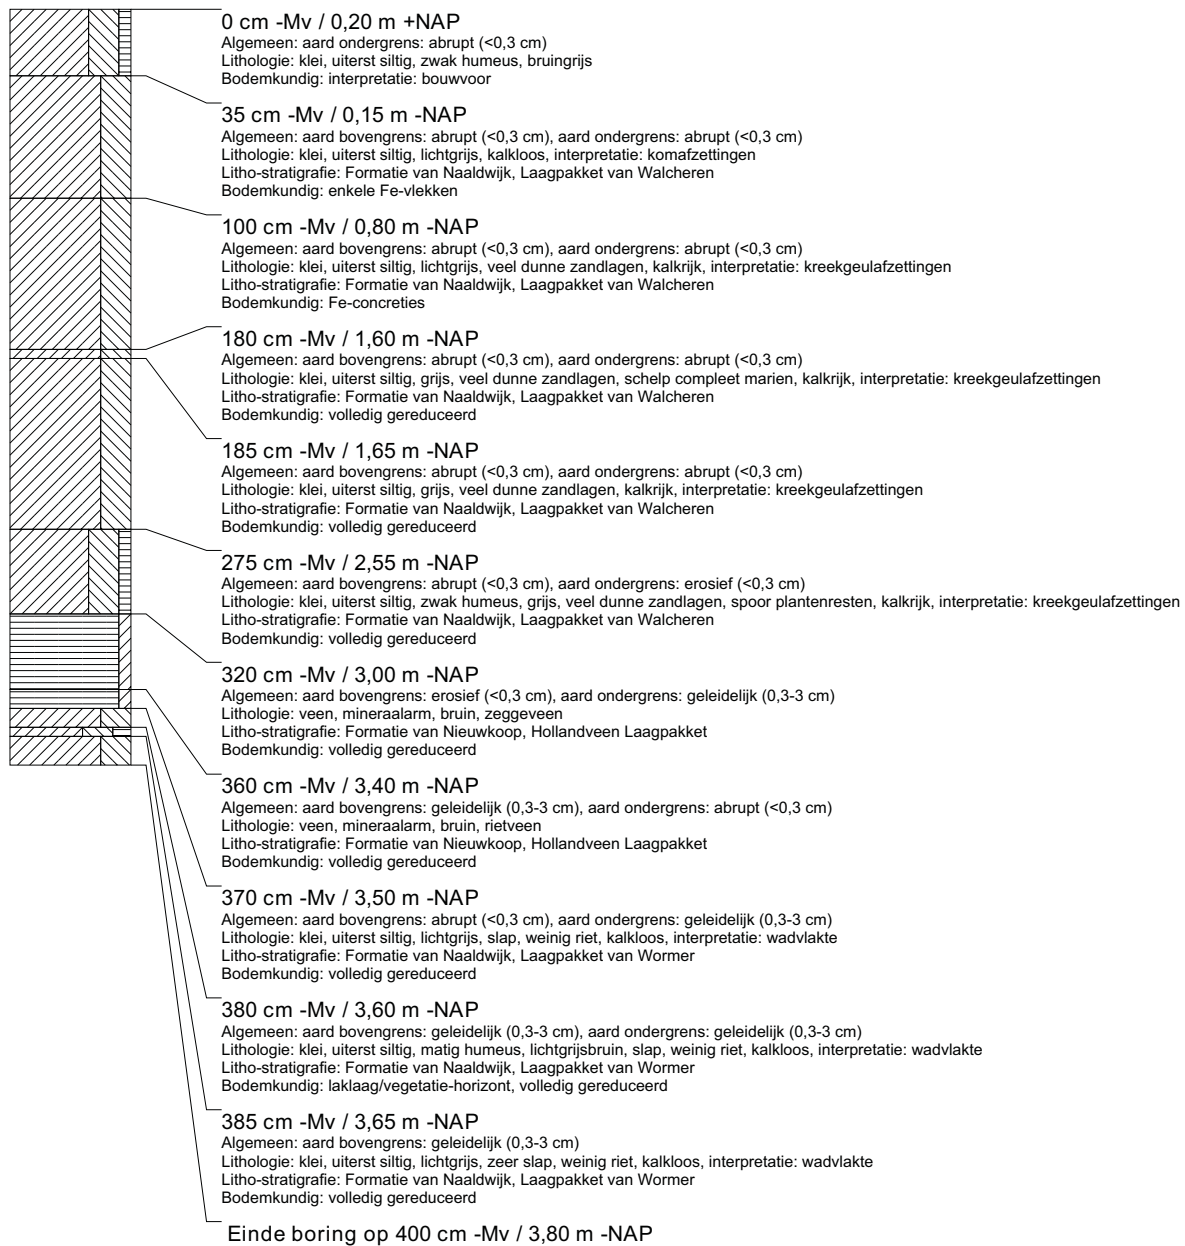 0 cm -Mv / 0,20 m +NAP
Algemeen: aard ondergrens: abrupt (<0,3 cm)
Lithologie: klei, uiterst siltig, zwak humeus, bruingrijs
Bodemkundig: interpretatie: bouwvoor
35 cm -Mv / 0,15 m -NAP
Algemeen: aard bovengrens: abrupt (<0,3 cm), aard ondergrens: abrupt (<0,3 cm)
Lithologie: klei, uiterst siltig, lichtgrijs, kalkloos, interpretatie: komafzettingen
Litho-stratigrafie: Formatie van Naaldwijk, Laagpakket van Walcheren
Bodemkundig: enkele Fe-vlekken
100 cm -Mv / 0,80 m -NAP
Algemeen: aard bovengrens: abrupt (<0,3 cm), aard ondergrens: abrupt (<0,3 cm)
Lithologie: klei, uiterst siltig, lichtgrijs, veel dunne zandlagen, kalkrijk, interpretatie: kreekgeulafzettingen
Litho-stratigrafie: Formatie van Naaldwijk, Laagpakket van Walcheren
Bodemkundig: Fe-concreties
180 cm -Mv / 1,60 m -NAP
Algemeen: aard bovengrens: abrupt (<0,3 cm), aard ondergrens: abrupt (<0,3 cm)
Lithologie: klei, uiterst siltig, grijs, veel dunne zandlagen, schelp compleet marien, kalkrijk, interpretatie: kreekgeulafzettingen
Litho-stratigrafie: Formatie van Naaldwijk, Laagpakket van Walcheren
Bodemkundig: volledig gereduceerd
185 cm -Mv / 1,65 m -NAP
Algemeen: aard bovengrens: abrupt (<0,3 cm), aard ondergrens: abrupt (<0,3 cm)
Lithologie: klei, uiterst siltig, grijs, veel dunne zandlagen, kalkrijk, interpretatie: kreekgeulafzettingen
Litho-stratigrafie: Formatie van Naaldwijk, Laagpakket van Walcheren
Bodemkundig: volledig gereduceerd
275 cm -Mv / 2,55 m -NAP
Algemeen: aard bovengrens: abrupt (<0,3 cm), aard ondergrens: erosief (<0,3 cm)
Lithologie: klei, uiterst siltig, zwak humeus, grijs, veel dunne zandlagen, spoor plantenresten, kalkrijk, interpretatie: kreekgeulafzettingen
Litho-stratigrafie: Formatie van Naaldwijk, Laagpakket van Walcheren
Bodemkundig: volledig gereduceerd
320 cm -Mv / 3,00 m -NAP
Algemeen: aard bovengrens: erosief (<0,3 cm), aard ondergrens: geleidelijk (0,3-3 cm)
Lithologie: veen, mineraalarm, bruin, zeggeveen
Litho-stratigrafie: Formatie van Nieuwkoop, Hollandveen Laagpakket
Bodemkundig: volledig gereduceerd
360 cm -Mv / 3,40 m -NAP
Algemeen: aard bovengrens: geleidelijk (0,3-3 cm), aard ondergrens: abrupt (<0,3 cm)
Lithologie: veen, mineraalarm, bruin, rietveen
Litho-stratigrafie: Formatie van Nieuwkoop, Hollandveen Laagpakket
Bodemkundig: volledig gereduceerd
370 cm -Mv / 3,50 m -NAP
Algemeen: aard bovengrens: abrupt (<0,3 cm), aard ondergrens: geleidelijk (0,3-3 cm)
Lithologie: klei, uiterst siltig, lichtgrijs, slap, weinig riet, kalkloos, interpretatie: wadvlakte
Litho-stratigrafie: Formatie van Naaldwijk, Laagpakket van Wormer
Bodemkundig: volledig gereduceerd
380 cm -Mv / 3,60 m -NAP
Algemeen: aard bovengrens: geleidelijk (0,3-3 cm), aard ondergrens: geleidelijk (0,3-3 cm)
Lithologie: klei, uiterst siltig, matig humeus, lichtgrijsbruin, slap, weinig riet, kalkloos, interpretatie: wadvlakte
Litho-stratigrafie: Formatie van Naaldwijk, Laagpakket van Wormer
Bodemkundig: laklaag/vegetatie-horizont, volledig gereduceerd
385 cm -Mv / 3,65 m -NAP
Algemeen: aard bovengrens: geleidelijk (0,3-3 cm)
Lithologie: klei, uiterst siltig, lichtgrijs, zeer slap, weinig riet, kalkloos, interpretatie: wadvlakte
Litho-stratigrafie: Formatie van Naaldwijk, Laagpakket van Wormer
Bodemkundig: volledig gereduceerd
Einde boring op 400 cm -Mv / 3,80 m -NAP